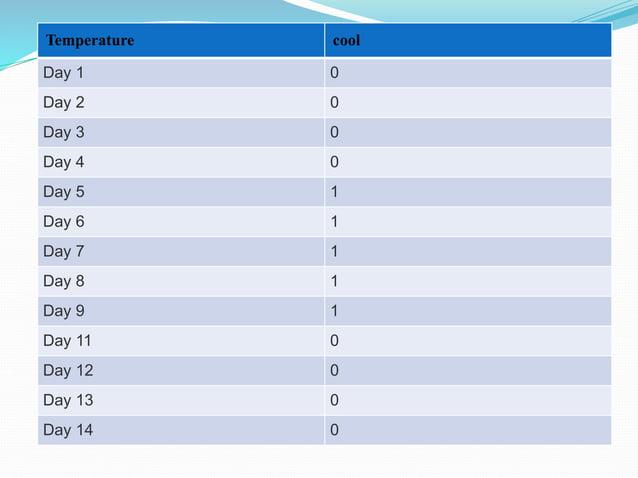 Temperature cool
Day 1 0
Day 2 0
Day 3 0
Day 4 0
Day 5 1
Day 6 1
Day 7 1
Day 8 1
Day 9 1
Day 11 0
Day 12 0
Day 13 0
Day 14 0